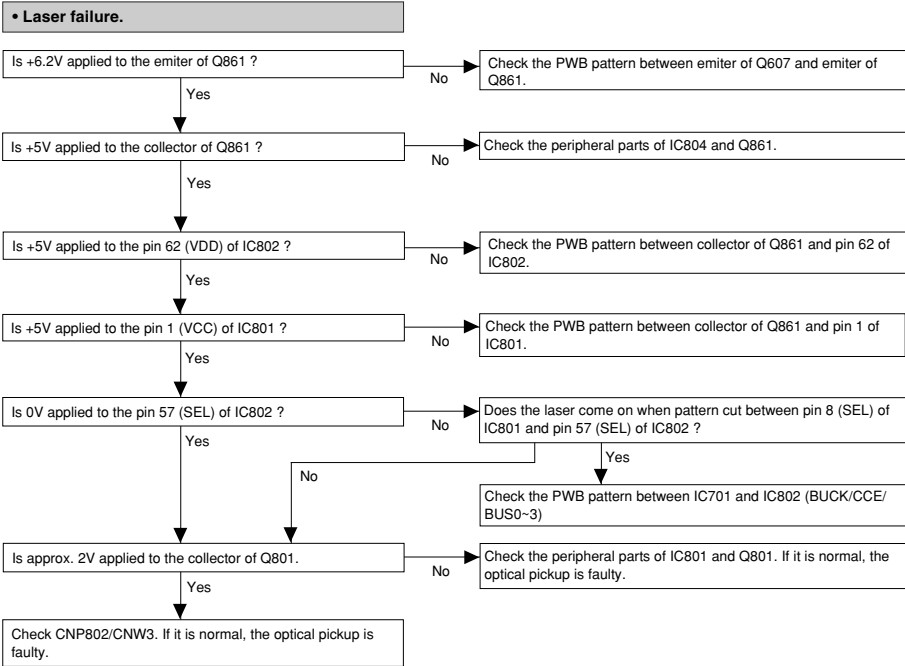 • Laser failure.
Is +6.2V applied to the emiter of Q861 ?
No
Check the PWB pattern between emiter of Q607 and emiter of
Q861.
Yes
Is +5V applied to the collector of Q861 ?
No
Check the peripheral parts of IC804 and Q861.
Yes
Is +5V applied to the pin 62 (VDD) of IC802 ?
No
Check the PWB pattern between collector of Q861 and pin 62 of
IC802.
Yes
Is +5V applied to the pin 1 (VCC) of IC801 ?
No
Check the PWB pattern between collector of Q861 and pin 1 of
IC801.
Yes
Is 0V applied to the pin 57 (SEL) of IC802 ?
No
Does the laser come on when pattern cut between pin 8 (SEL) of
IC801 and pin 57 (SEL) of IC802 ?
Yes
No
Yes
Check the PWB pattern between IC701 and IC802 (BUCK/CCE/
BUS0~3)
Is approx. 2V applied to the collector of Q801.
No
Check the peripheral parts of IC801 and Q801. If it is normal, the
optical pickup is faulty.
Yes
Check CNP802/CNW3. If it is normal, the optical pickup is
faulty.